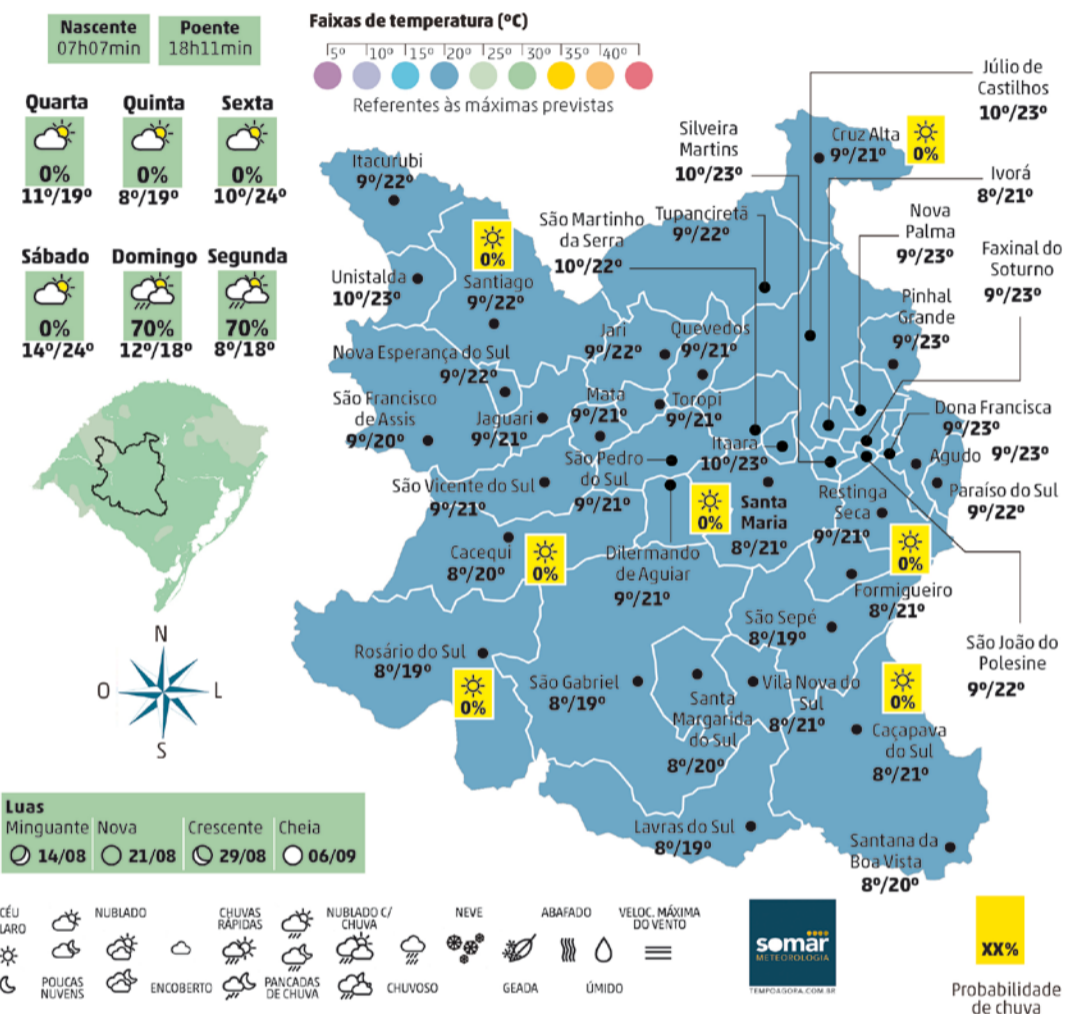 Nascente
07h07min
Poente
18h11min
Faixas de temperatura (ºC)
5º 10º 15º 20º 25º 30º 35º 40º
Referentes às máximas previstas
Quarta
0%
11º/19º
Quinta
0%
8º/19º
Sexta
0%
10º/24º
Sábado
0%
14º/24º
Domingo
70%
12º/18º
Segunda
70%
8º/18º
Júlio de
Castilhos
10º/23º
Silveira
Martins
10º/23º
Cruz Alta
9º/21º
0%
Itacurubi
9º/22º
Ivorá
8º/21º
São Martinho
da Serra
10º/22º
Tupanciretã
9º/22º
Nova
Palma
9º/23º
Faxinal do
Soturno
9º/23º
0%
Santiago
9º/22º
Unistalda
10º/23º
Pinhal
Grande
9º/23º
Jari
9º/22º
Quevedos
9º/21º
Nova Esperança do Sul
9º/22º
São Francisco
de Assis
9º/20º
Jaguari
9º/21º
Mata
9º/21º
Toropi
9º/21º
Dona Francisca
9º/23º
Itaara
10º/23º
Agudo 9º/23º
São Pedro
do Sul
9º/21º
São Vicente do Sul
9º/21º
0%
Santa
Maria
8º/21º
Restinga
Seca
9º/21º
Paraíso do Sul
9º/22º
Cacequi
8º/20º
0%
Dilermando
de Aguiar
9º/21º
0%
Formigueiro
8º/21º
São Sepé
8º/19º
São João do
Polesine
9º/22º
Rosário do Sul
8º/19º
0%
São Gabriel
8º/19º
Santa
Margarida
do Sul
8º/20º
Vila Nova do
Sul
8º/21º
0%
Caçapava
do Sul
8º/21º
Lavras do Sul
8º/19º
Santana da
Boa Vista
8º/20º
N
O L
S
Luas
Minguante
14/08
Nova
21/08
Crescente
29/08
Cheia
06/09
CÉU
LARO
POUCAS
NUVENS
NUBLADO
ENCOBERTO
CHUVAS
RÁPIDAS
PANCADAS
DE CHUVA
NUBLADO C/
CHUVA
CHUVOSO
NEVE
GEADA
ABAFADO
ÚMIDO
VELOC. MÁXIMA
DO VENTO
somar
METEOROLOGIA
TEMPOAGORA.COM.BR
XX%
Probabilidade
de chuva